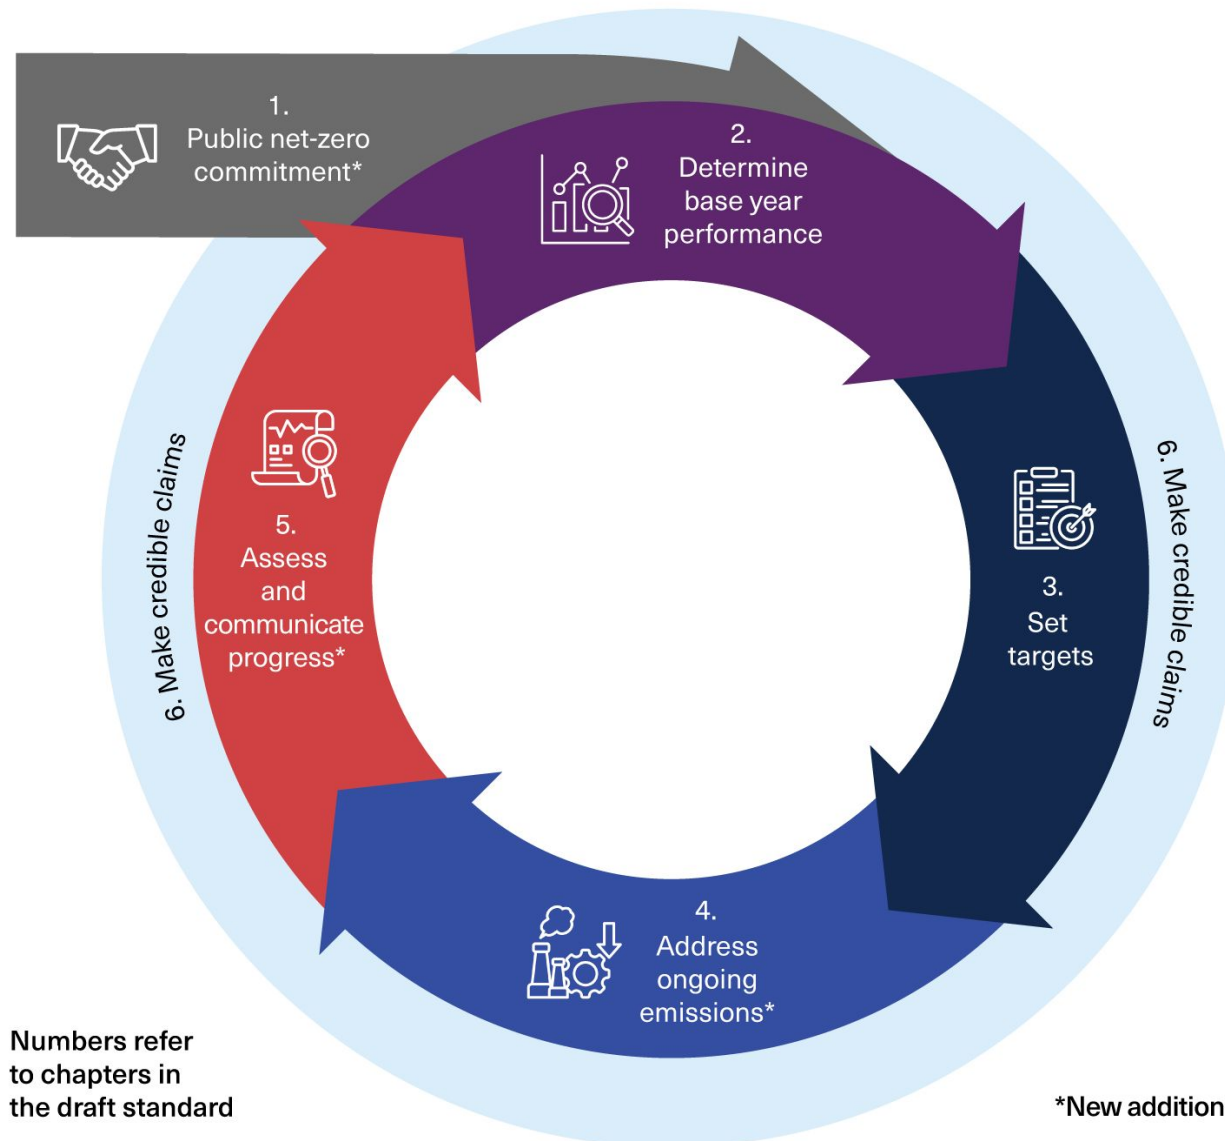 1.
Public net-zero
commitment*
2.
Determine
base year
performance
3.
Set
targets
4.
Address
ongoing
emissions*
5.
Assess
and
communicate
progress*
6. Make credible claims
6. Make credible claims
Numbers refer
to chapters in
the draft standard
*New addition